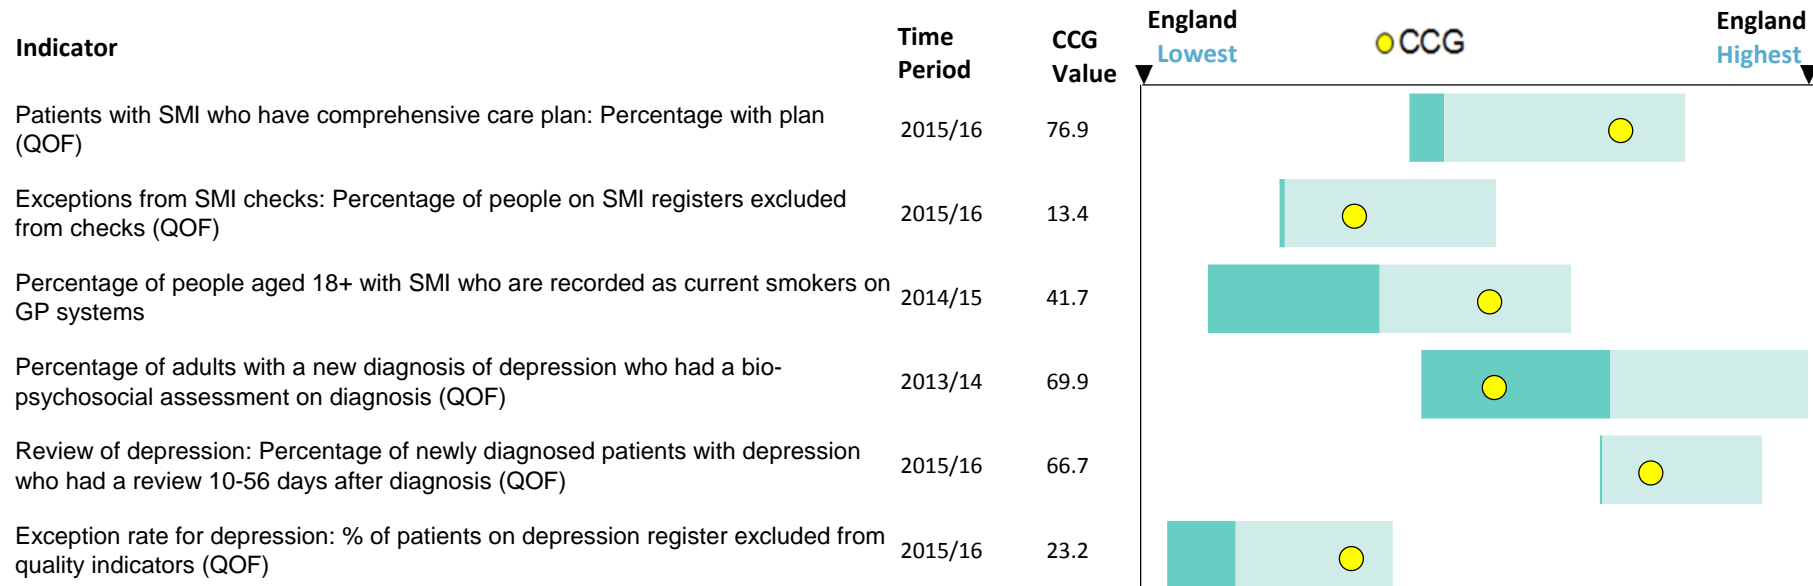 Indicator
Time
Period
CCG
Value
England
Lowest
CCG
England
Highest
Patients with SMI who have comprehensive care plan: Percentage with plan
(QOF)
2015/16
76.9
Exceptions from SMI checks: Percentage of people on SMI registers excluded
from checks (QOF)
2015/16
13.4
Percentage of people aged 18+ with SMI who are recorded as current smokers on
GP systems
2014/15
41.7
Percentage of adults with a new diagnosis of depression who had a bio-
psychosocial assessment on diagnosis (QOF)
2013/14
69.9
Review of depression: Percentage of newly diagnosed patients with depression
who had a review 10-56 days after diagnosis (QOF)
2015/16
66.7
Exception rate for depression: % of patients on depression register excluded from
quality indicators (QOF)
2015/16
23.2